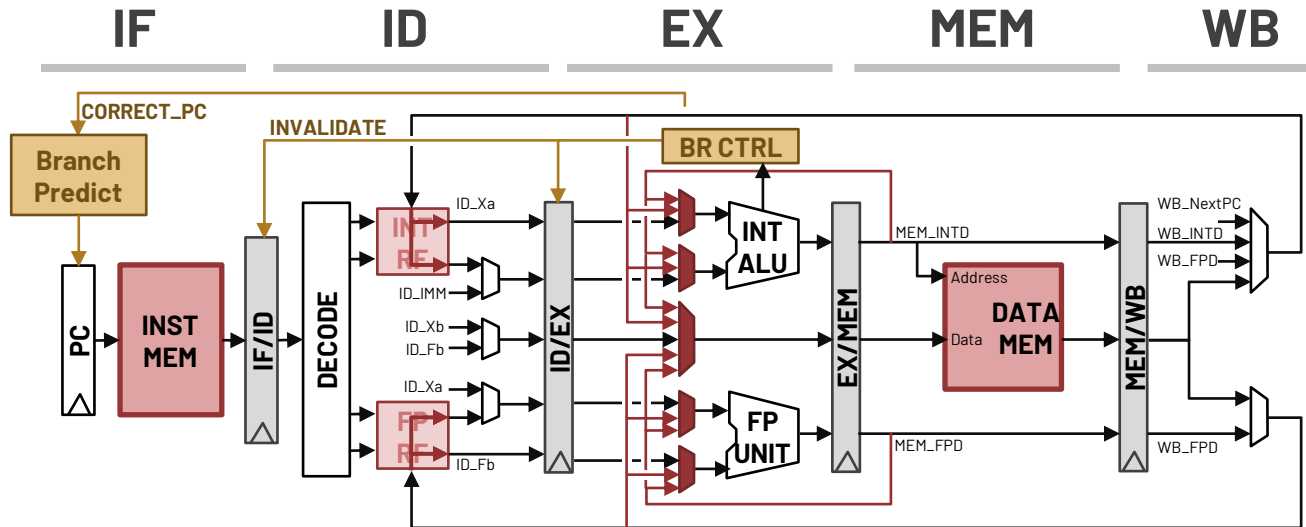 IF
ID
EX
MEM
WB
CORRECT_PC
INVALIDATE
BR CTRL
Branch
Predict
PC
INST
MEM
IF/ID
DECODE
INT
RF
ID_Xa
ID_IMM
ID_Xb
ID_Fb
ID_Xa
FP
RF
ID_Fb
ID/EX
INT
ALU
FP
UNIT
EX/MEM
MEM_INTD
Address
DATA
MEM
Data
MEM_FPD
MEM/WB
WB_NextPC
WB_INTD
WB_FPD
WB_FPD